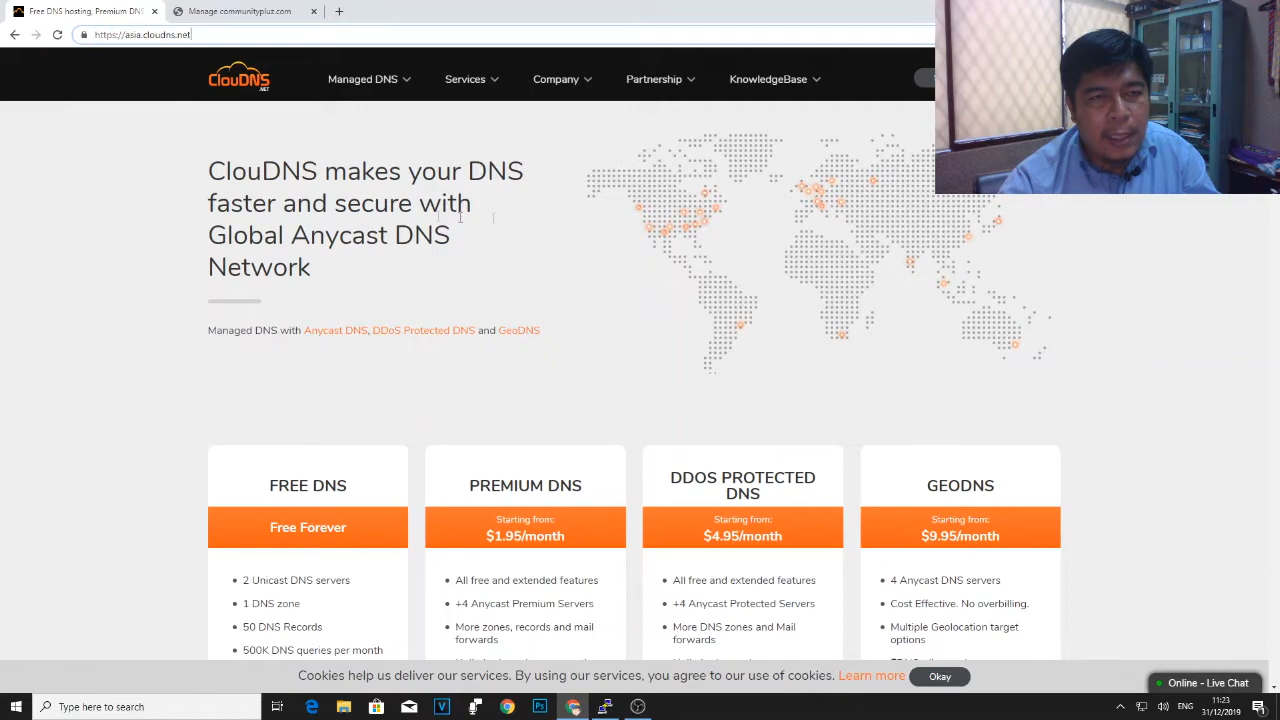 Free DNS hosting, Premium DNS
Manage communitypluz.com
https://asia.cloudns.net
ClouDNS
.NET
Managed DNS
Services
Company
Partnership
KnowledgeBase
ClouDNS makes your DNS
faster and secure with
Global Anycast DNS
Network
Managed DNS with Anycast DNS, DDoS Protected DNS and GeoDNS
FREE DNS
Free Forever
2 Unicast DNS servers
1 DNS zone
50 DNS Records
500K DNS queries per month
PREMIUM DNS
Starting from:
$1.95/month
All free and extended features
+4 Anycast Premium Servers
More zones, records and mail
forwards
DDOS PROTECTED
DNS
Starting from:
$4.95/month
All free and extended features
+4 Anycast Protected Servers
More DNS zones and Mail
forwards
GEODNS
Starting from:
$9.95/month
4 Anycast DNS servers
Cost Effective. No overbilling.
Multiple Geolocation target
options
Cookies help us deliver our services. By using our services, you agree to our use of cookies. Learn more Okay
Online - Live Chat
Type here to search
ENG
11:23
31/12/2019